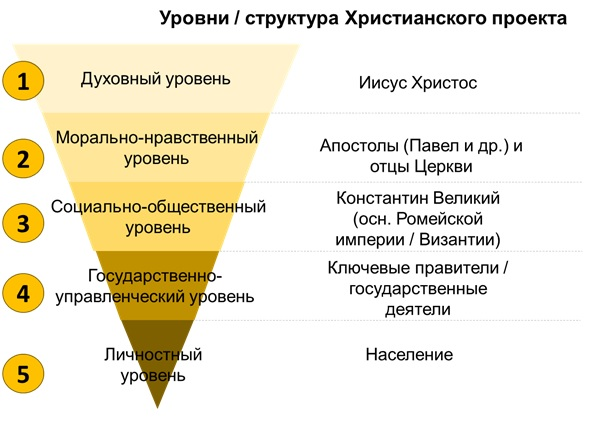 Уровни / структура Христианского проекта
1
Духовный уровень
Иисус Христос
2
Морально-нравственный
уровень
Апостолы (Павел и др.) и
отцы Церкви
3
Социально-общественный
уровень
Константин Великий
(осн. Ромейской
империи / Византии)
4
Государственно-
управленческий уровень
Ключевые правители /
государственные
деятели
5
Личностный
уровень
Население